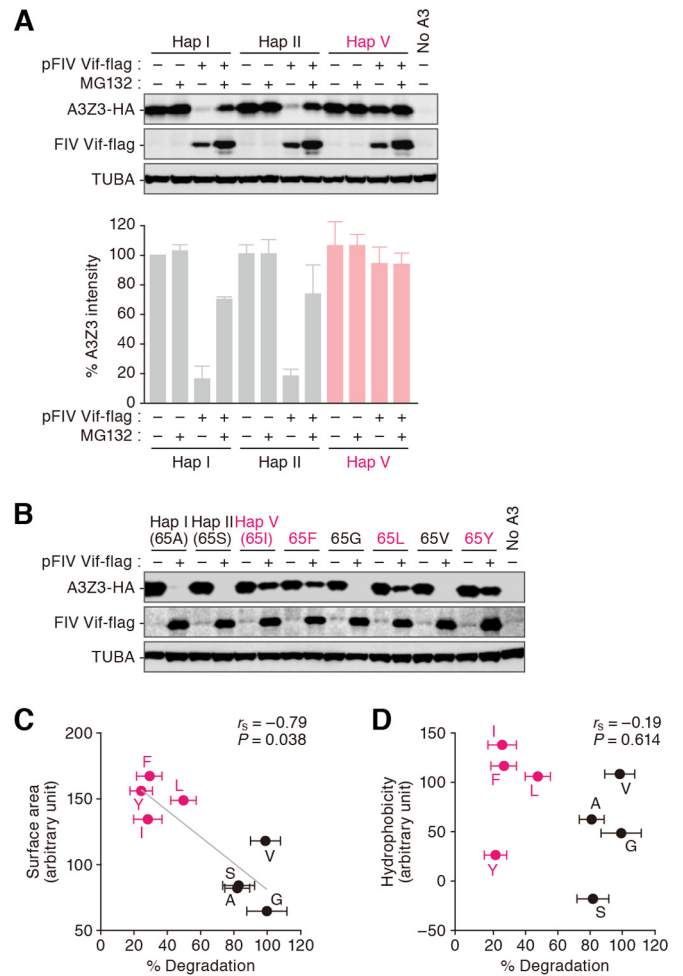 A
Hap I Hap II Hap V No A3
pFIV Vif-flag : − − + + − − + + − − + + −
MG132 : − + − + − + − + − + − + −
A3Z3-HA
FIV Vif-flag
TUBA
120
100
80
60
40
20
0
% A3Z3 intensity
pFIV Vif-flag : − − + + − − + + − − + +
MG132 : − + − + − + − + − + − +
Hap I Hap II Hap V
B
Hap I Hap II Hap V
(65A) (65S) (65I) 65F 65G 65L 65V 65Y No A3
pFIV Vif-flag : − + − + − + − + − + − + − + − + −
A3Z3-HA
FIV Vif-flag
TUBA
C
rS = −0.79
P = 0.038
200
150
100
50
Surface area
(arbitrary unit)
F
Y
L
I
V
S
A
G
0 20 40 60 80 100 120
% Degradation
D
rS = −0.19
P = 0.614
150
100
50
0
−50
Hydrophobicity
(arbitrary unit)
I
F
L
V
A
G
Y
S
0 20 40 60 80 100 120
% Degradation